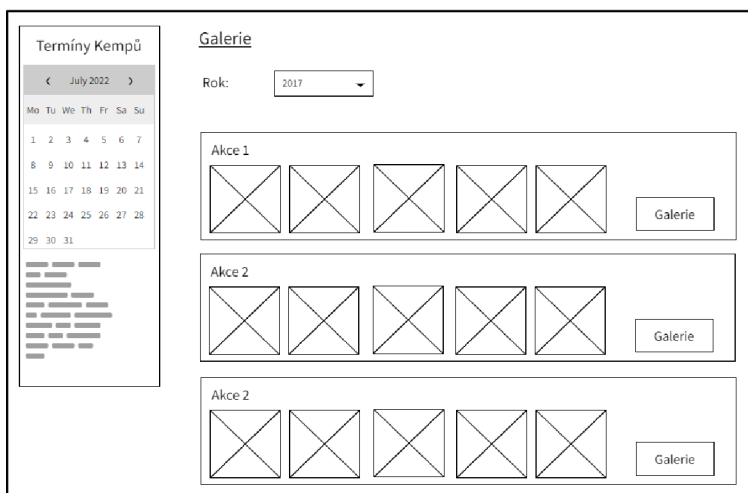 Termíny Kempů
July 2022
Mo Tu We Th Fr Sa Su
1 2 3 4 5 6 7
8 9 10 11 12 13 14
15 16 17 18 19 20 21
22 23 24 25 26 27 28
29 30 31
Galerie
Rok: 2017
Akce 1
Galerie
Akce 2
Galerie
Akce 2
Galerie